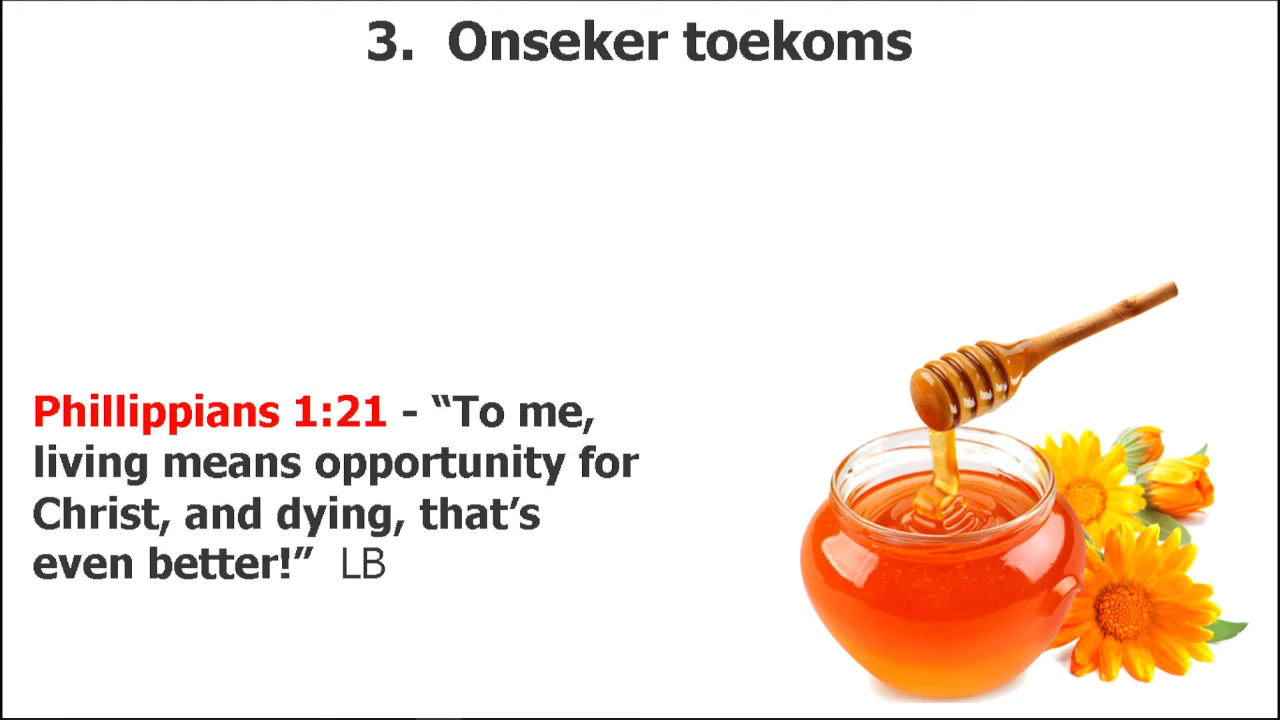 3. Onseker toekoms
Phillippians 1:21 - “To me,
living means opportunity for
Christ, and dying, that’s
even better!” LB